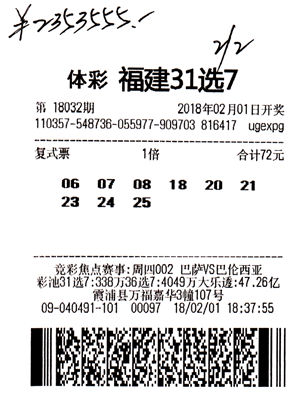 ¥2353555.-
2/2
体彩 福建31选7
第 18032期 2018年02月01日开奖
110357-548736-055977-909703 816417 ugexpg
复式票 1倍 合计72元
06 07 08 18 20 21
23 24 25
竞彩焦点赛事:周四002 巴萨VS巴伦西亚
彩池31选7:338万36选7:4049万大乐透:47.26亿
霞浦县万福嘉华3幢107号
09-040491-101 00097 18/02/01 18:37:55